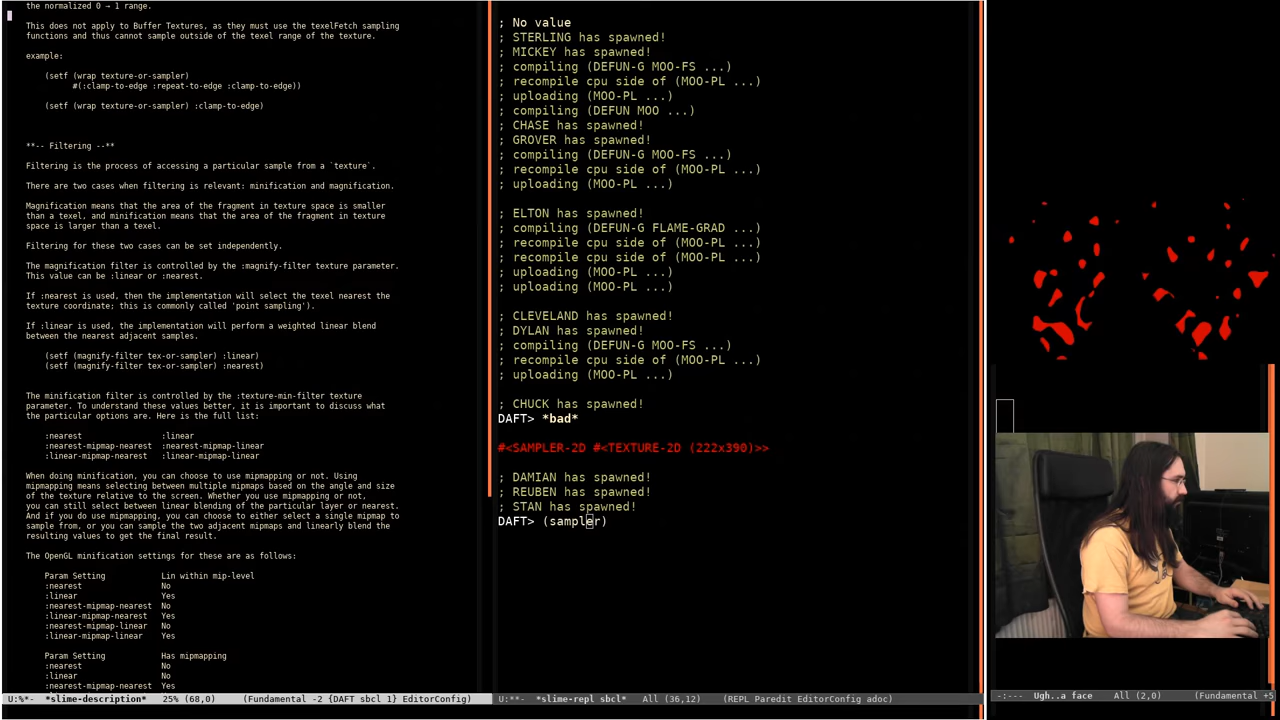 the normalized 0 → 1 range.
This does not apply to Buffer Textures, as they must use the texelFetch sampling
functions and thus cannot sample outside of the texel range of the texture.
example:
(setf (wrap texture-or-sampler)
#(:clamp-to-edge :repeat-to-edge :clamp-to-edge))
(setf (wrap texture-or-sampler) :clamp-to-edge)
**-- Filtering --**
Filtering is the process of accessing a particular sample from a `texture`.
There are two cases when filtering is relevant: minification and magnification.
Magnification means that the area of the fragment in texture space is smaller
than a texel, and minification means that the area of the fragment in texture
space is larger than a texel.
Filtering for these two cases can be set independently.
The magnification filter is controlled by the :magnify-filter texture parameter.
This value can be :linear or :nearest.
If :nearest is used, then the implementation will select the texel nearest the
texture coordinate; this is commonly called 'point sampling').
If :linear is used, the implementation will perform a weighted linear blend
between the nearest adjacent samples.
(setf (magnify-filter tex-or-sampler) :linear)
(setf (magnify-filter tex-or-sampler) :nearest)
The minification filter is controlled by the :texture-min-filter texture
parameter. To understand these values better, it is important to discuss what
the particular options are. Here is the full list:
:nearest :linear
:nearest-mipmap-nearest :nearest-mipmap-linear
:linear-mipmap-nearest :linear-mipmap-linear
When doing minification, you can choose to use mipmapping or not. Using
mipmapping means selecting between multiple mipmaps based on the angle and size
of the texture relative to the screen. Whether you use mipmapping or not,
you can still select between linear blending of the particular layer or nearest.
And if you do use mipmapping, you can choose to either select a single mipmap to
sample from, or you can sample the two adjacent mipmaps and linearly blend the
resulting values to get the final result.
The OpenGL minification settings for these are as follows:
Param Setting Lin within mip-level
:nearest No
:linear Yes
:nearest-mipmap-nearest No
:linear-mipmap-nearest Yes
:nearest-mipmap-linear No
:linear-mipmap-linear Yes
Param Setting Has mipmapping
:nearest No
:linear No
:nearest-mipmap-nearest Yes
U:%*- *slime-description* 25% (68,0) (Fundamental -2 {DAFT sbcl 1} EditorConfig)
; No value
; STERLING has spawned!
; MICKEY has spawned!
; compiling (DEFUN-G MOO-FS ...)
; recompile cpu side of (MOO-PL ...)
; uploading (MOO-PL ...)
; compiling (DEFUN MOO ...)
; CHASE has spawned!
; GROVER has spawned!
; compiling (DEFUN-G MOO-FS ...)
; recompile cpu side of (MOO-PL ...)
; uploading (MOO-PL ...)
; ELTON has spawned!
; compiling (DEFUN-G FLAME-GRAD ...)
; recompile cpu side of (MOO-PL ...)
; recompile cpu side of (MOO-PL ...)
; uploading (MOO-PL ...)
; uploading (MOO-PL ...)
; CLEVELAND has spawned!
; DYLAN has spawned!
; compiling (DEFUN-G MOO-FS ...)
; recompile cpu side of (MOO-PL ...)
; uploading (MOO-PL ...)
; CHUCK has spawned!
DAFT> *bad*
#<SAMPLER-2D #<TEXTURE-2D (222x390)>>
; DAMIAN has spawned!
; REUBEN has spawned!
; STAN has spawned!
DAFT> (sampler)
U:**- *slime-repl sbcl* All (36,12) (REPL Paredit EditorConfig adoc)
-:--- Ugh..a face All (2,0) (Fundamental +5